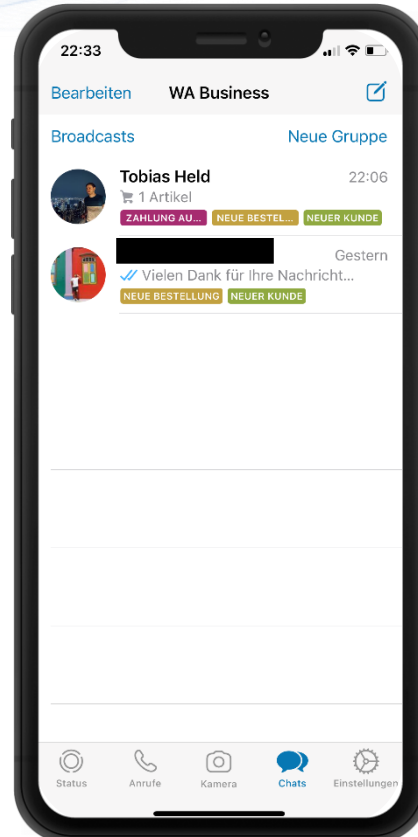 22:33
Bearbeiten WA Business
Broadcasts Neue Gruppe
Tobias Held 22:06
1 Artikel
ZAHLUNG AU... NEUE BESTEL... NEUER KUNDE
Gestern
Vielen Dank für Ihre Nachricht...
NEUE BESTELLUNG NEUER KUNDE
Status Anrufe Kamera Chats Einstellungen